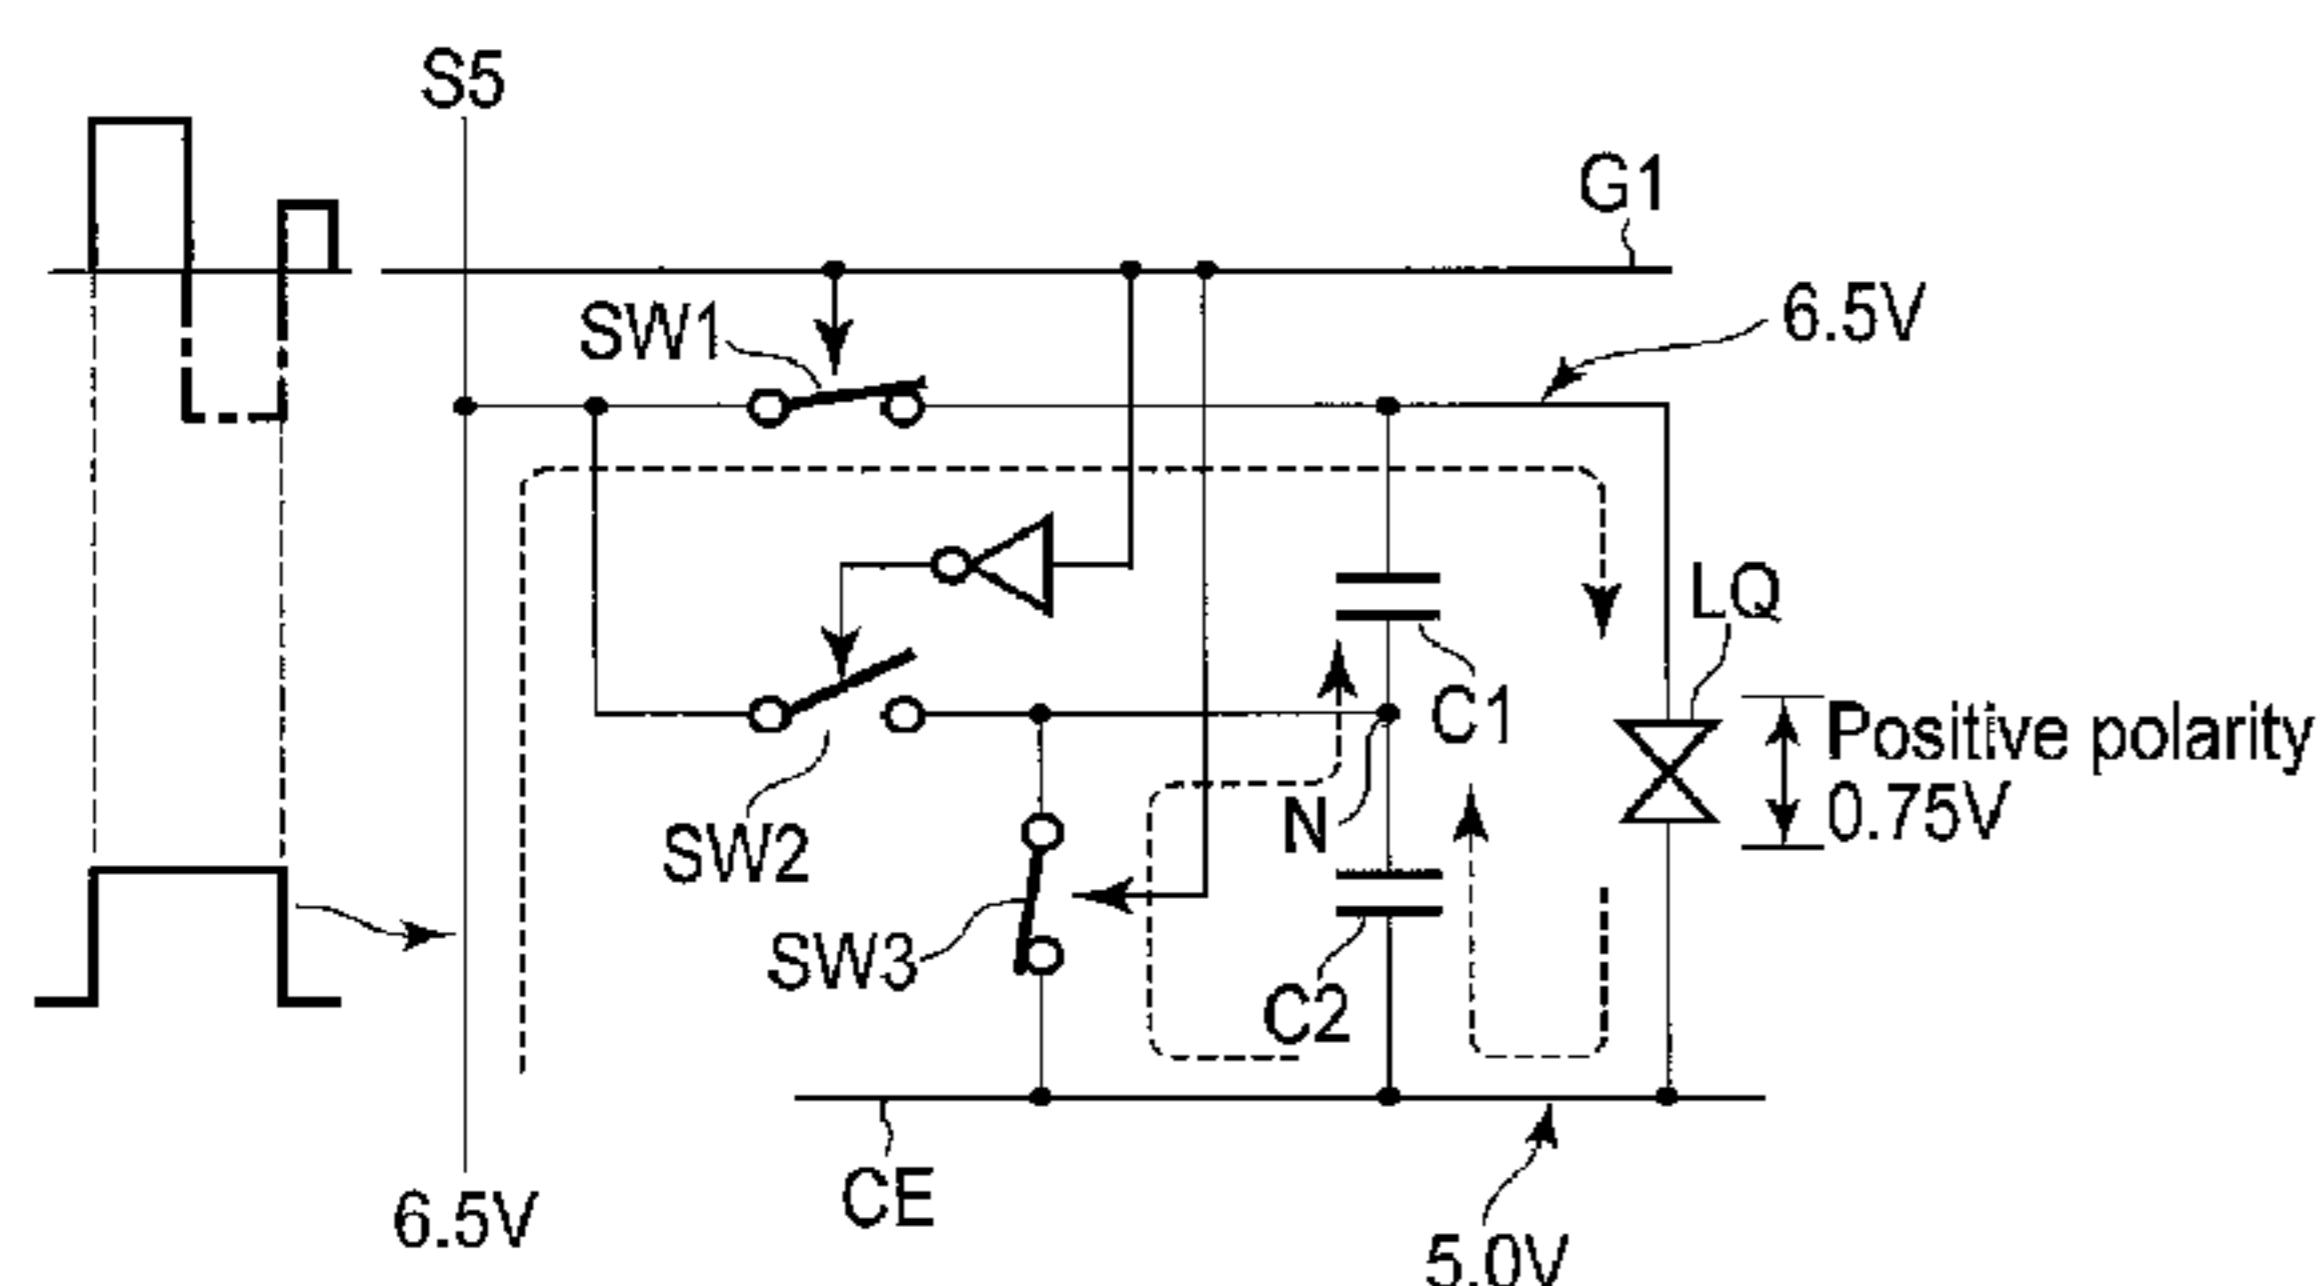 S5
G1
SW1
6.5V
LQ
C1
Positive polarity
0.75V
N
SW2
SW3
C2
CE
6.5V
5.0V